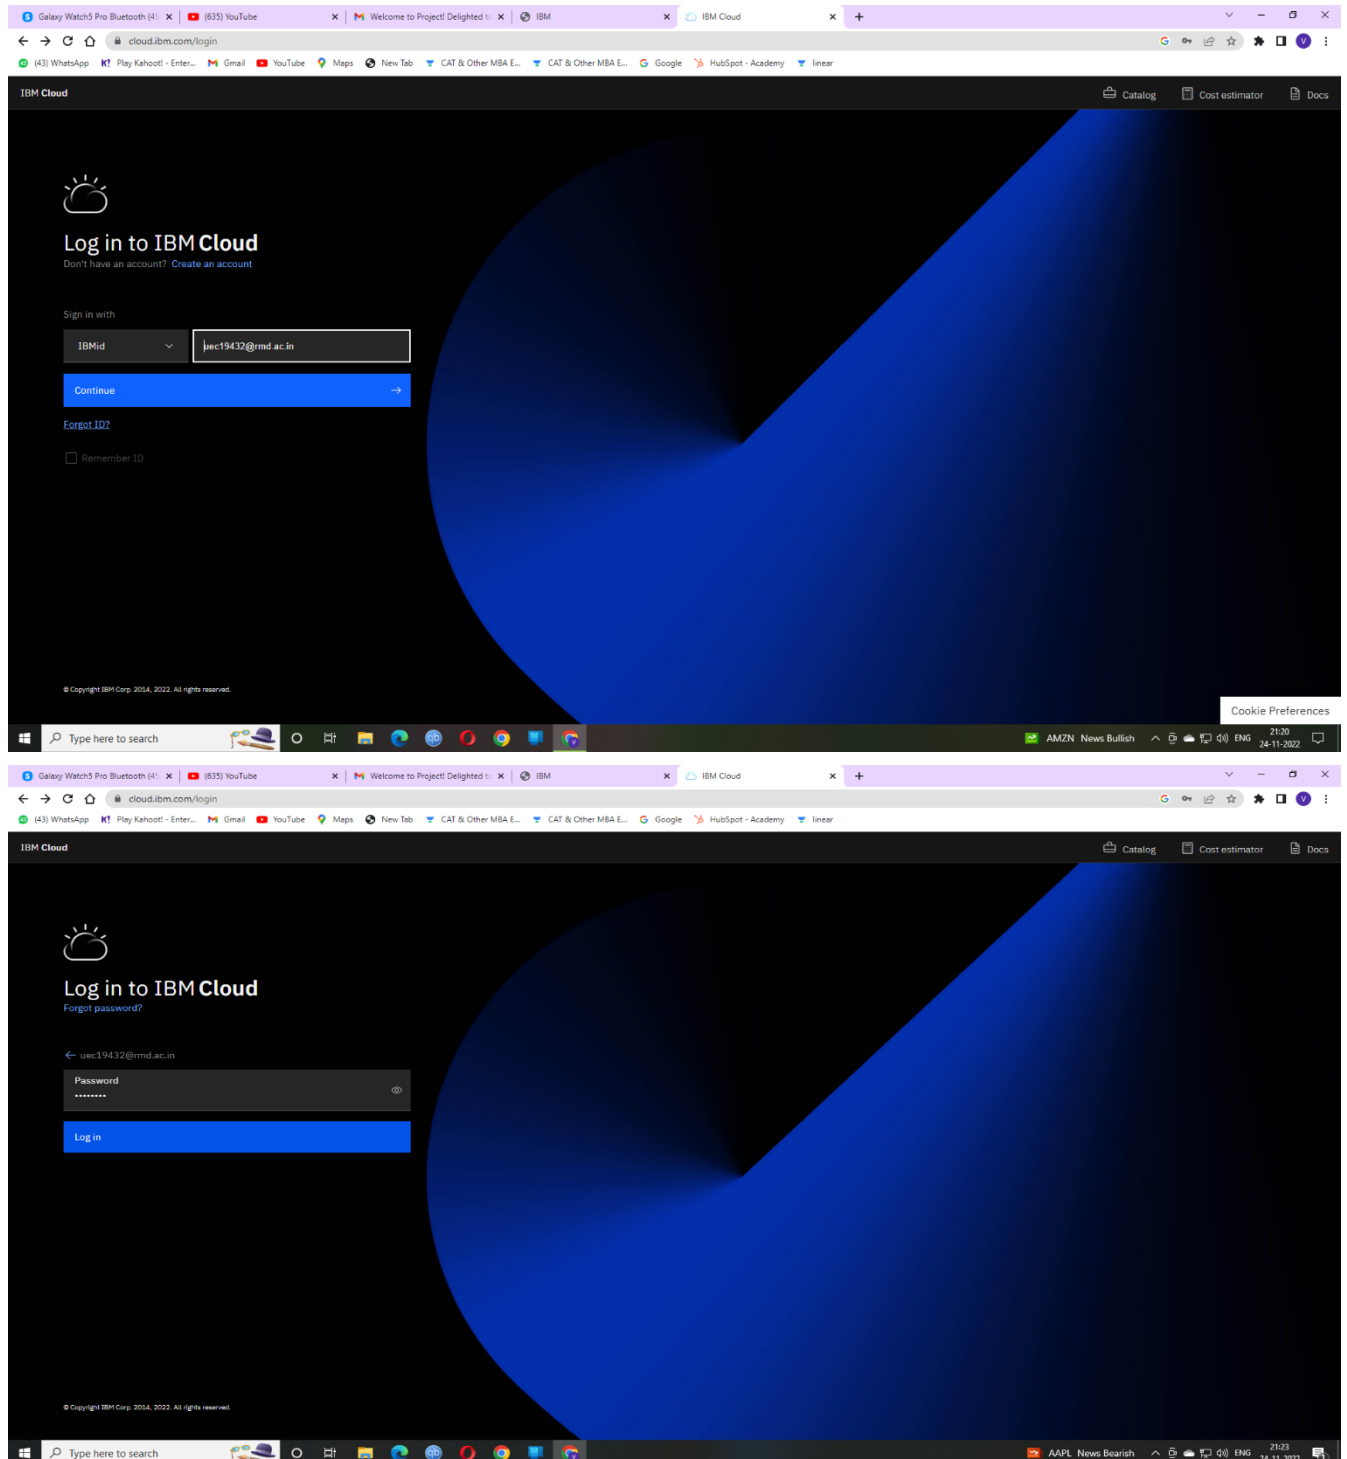 Galaxy Watch5 Pro Bluetooth (45
(635) YouTube
Welcome to Project! Delighted to
IBM
IBM Cloud
cloud.ibm.com/login
(43) WhatsApp
Play Kahoot! - Enter...
Gmail
YouTube
Maps
New Tab
CAT & Other MBA E...
CAT & Other MBA E...
Google
HubSpot - Academy
linear
IBM Cloud
Catalog
Cost estimator
Docs
Log in to IBM Cloud
Don't have an account? Create an account
Sign in with
IBMid
uec19432@rmd.ac.in
Continue
Forgot ID?
Remember ID
© Copyright IBM Corp. 2014, 2022. All rights reserved.
Cookie Preferences
Type here to search
AMZN News Bullish
ENG
21:20
24-11-2022
Galaxy Watch5 Pro Bluetooth (45
(635) YouTube
Welcome to Project! Delighted to
IBM
IBM Cloud
cloud.ibm.com/login
(43) WhatsApp
Play Kahoot! - Enter...
Gmail
YouTube
Maps
New Tab
CAT & Other MBA E...
CAT & Other MBA E...
Google
HubSpot - Academy
linear
IBM Cloud
Catalog
Cost estimator
Docs
Log in to IBM Cloud
Forgot password?
uec19432@rmd.ac.in
Password
••••••••
Log in
© Copyright IBM Corp. 2014, 2022. All rights reserved.
Type here to search
AAPL News Bearish
ENG
21:23
24-11-2022